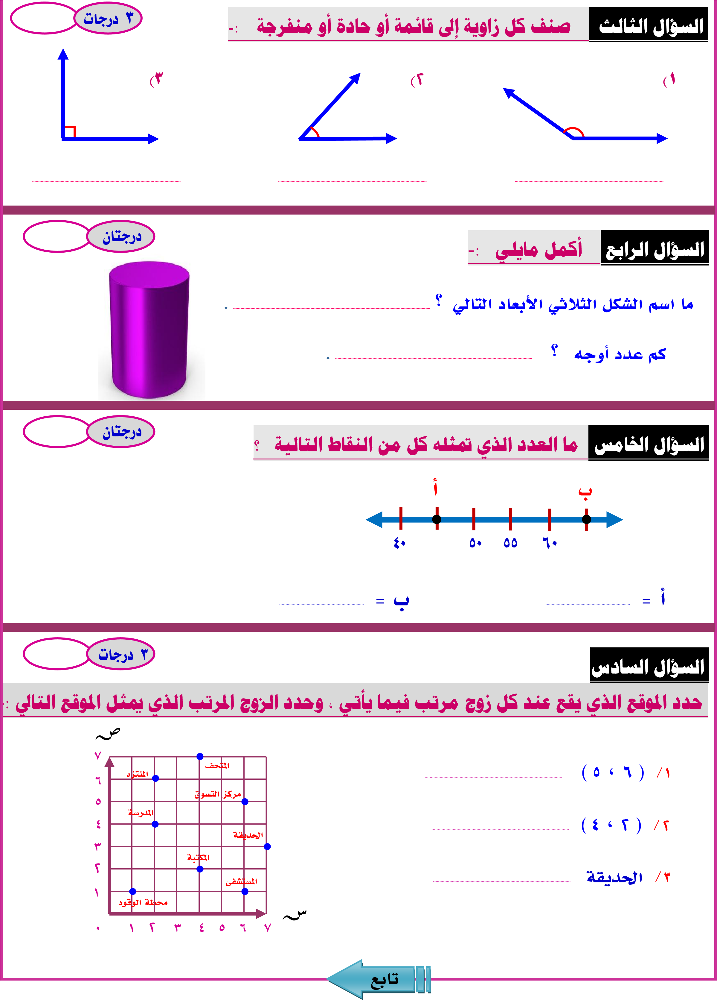 السؤال الثالث صنف كل زاوية إلى قائمة أو حادة أو منفرجة :-
٣ درجات
١) ٢) ٣)
السؤال الرابع أكمل مايلي :-
درجتان
ما اسم الشكل الثلاثي الأبعاد التالي ؟ .
كم عدد أوجه ؟ .
السؤال الخامس ما العدد الذي تمثله كل من النقاط التالية ؟
درجتان
أ ب
٤٠ ٥٠ ٥٥ ٦٠
أ = ب =
السؤال السادس
٣ درجات
حدد الموقع الذي يقع عند كل زوج مرتب فيما يأتي ، وحدد الزوج المرتب الذي يمثل الموقع التالي :-
١/ ( ٦ ، ٥ )
٢/ ( ٢ ، ٤ )
٣/ الحديقة
ص
٧
المتحف
المنتزه
٦
مركز التسوق
٥
المدرسة
٤
الحديقة
٣
المكتبة
٢
المستشفى
١
محطة الوقود
س
٠ ١ ٢ ٣ ٤ ٥ ٦ ٧
تابع